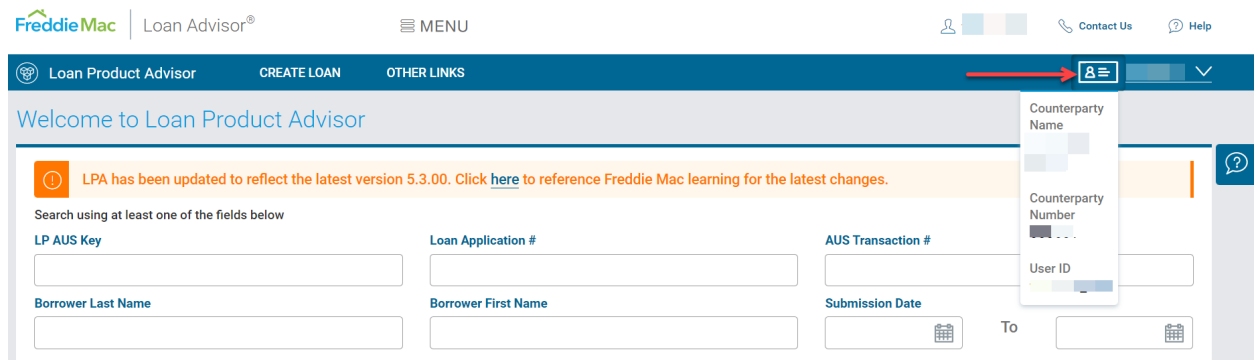 FreddieMac Loan Advisor®
MENU
Contact Us
Help
Loan Product Advisor
CREATE LOAN
OTHER LINKS
Welcome to Loan Product Advisor
Counterparty
Name
Counterparty
Number
User ID
LPA has been updated to reflect the latest version 5.3.00. Click here to reference Freddie Mac learning for the latest changes.
Search using at least one of the fields below
LP AUS Key
Loan Application #
AUS Transaction #
Borrower Last Name
Borrower First Name
Submission Date
To